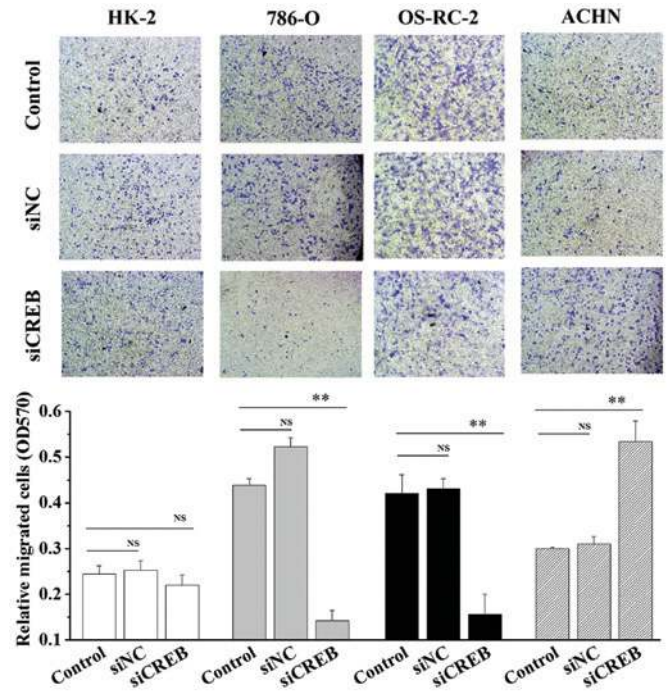 HK-2 786-O OS-RC-2 ACHN
Control
siNC
siCREB
Relative migrated cells (OD570)
0.6
0.5
0.4
0.3
0.2
0.1
NS
NS
**
NS
**
NS
**
NS
Control siNC siCREB Control siNC siCREB Control siNC siCREB Control siNC siCREB